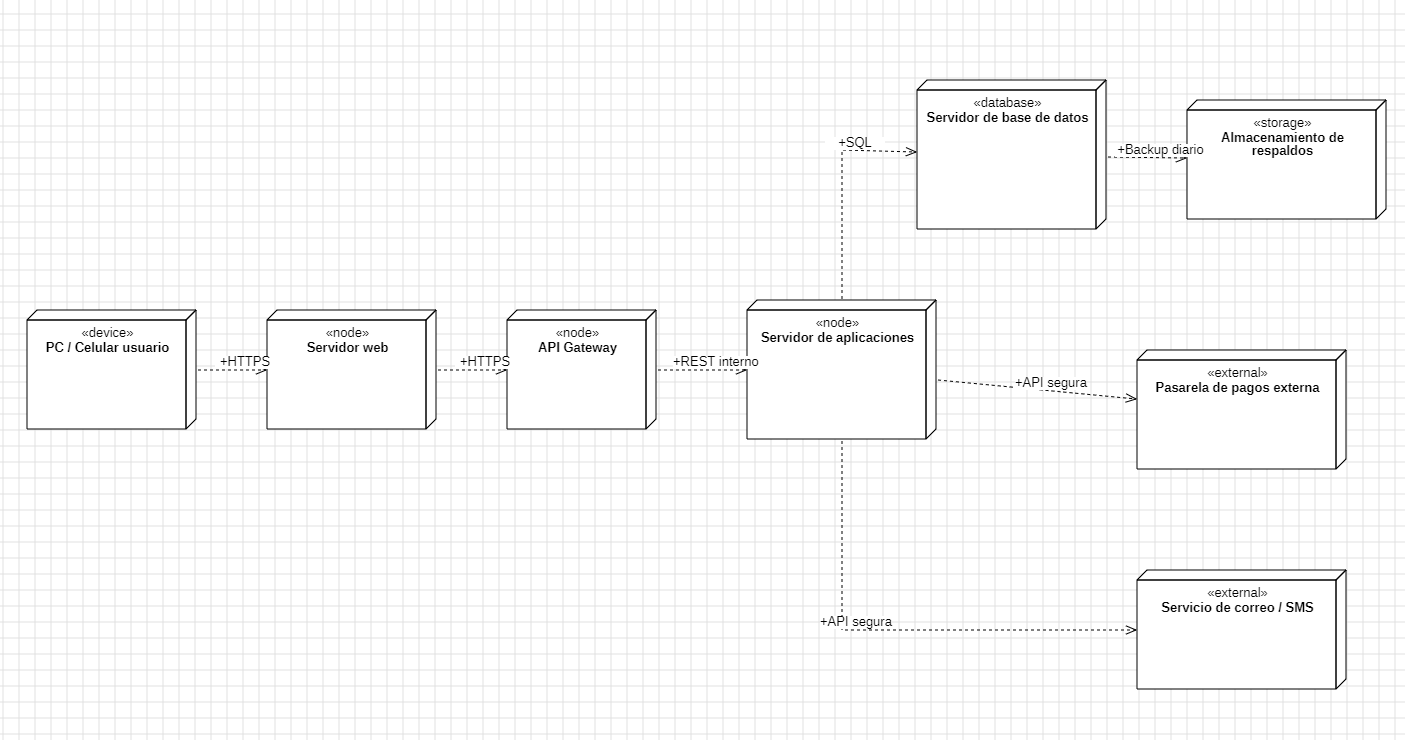 «database»
Servidor de base de datos
+SQL
+Backup diario
«storage»
Almacenamiento de
respaldos
«device»
PC / Celular usuario
+HTTPS
«node»
Servidor web
+HTTPS
«node»
API Gateway
+REST interno
«node»
Servidor de aplicaciones
+API segura
«external»
Pasarela de pagos externa
+API segura
«external»
Servicio de correo / SMS